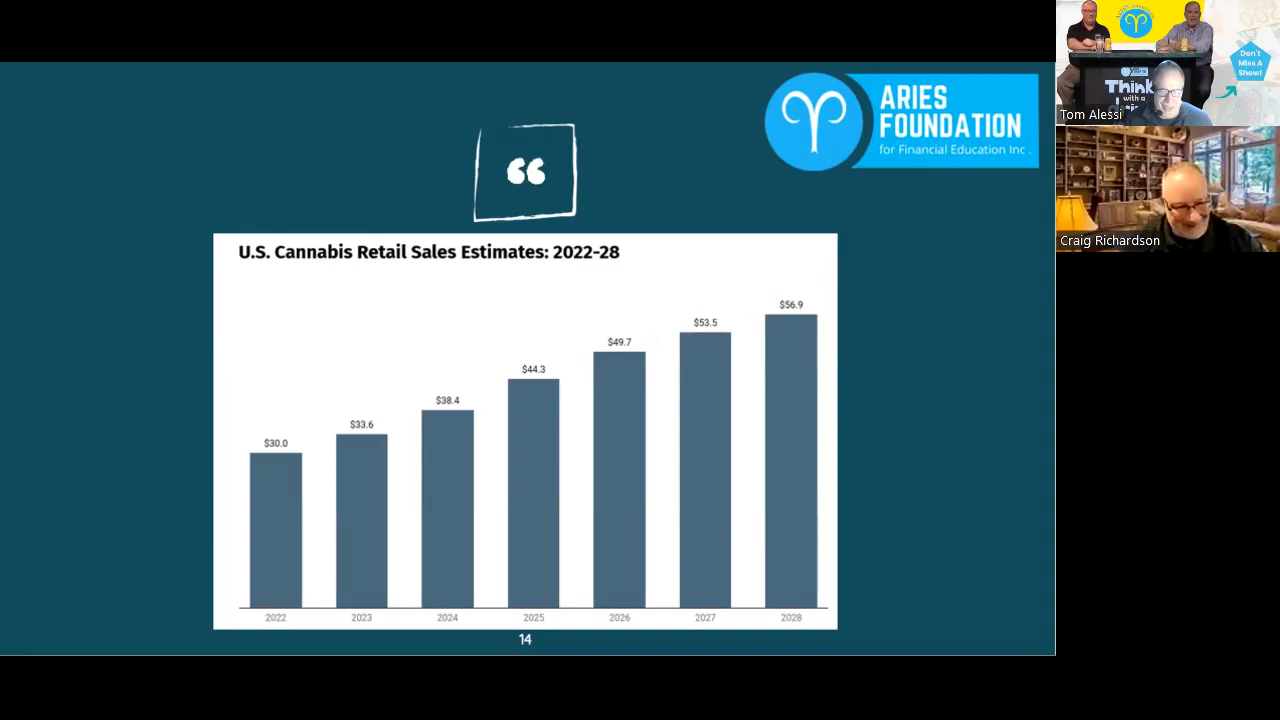 ARIES
FOUNDATION
for Financial Education Inc .
“
U.S. Cannabis Retail Sales Estimates: 2022-28
$30.0
$33.6
$38.4
$44.3
$49.7
$53.5
$56.9
2022
2023
2024
2025
2026
2027
2028
14
Don't
Miss A
Show!
Think
with a
Tom Alessi
Craig Richardson